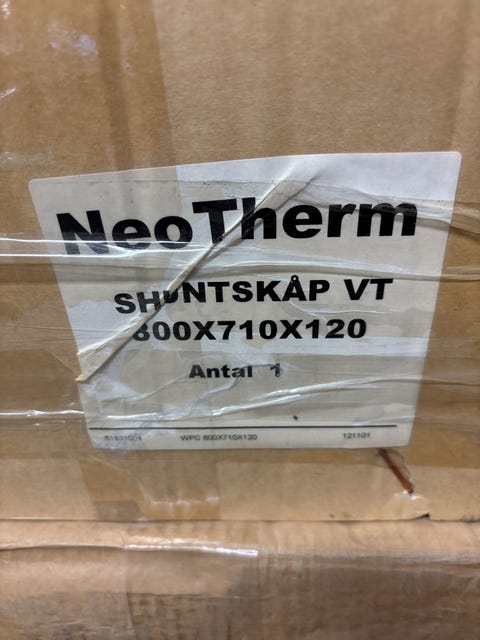 NeoTherm
SHUNTSKÅP VT
800X710X120
Antal 1
WPC 800X710X120 121101